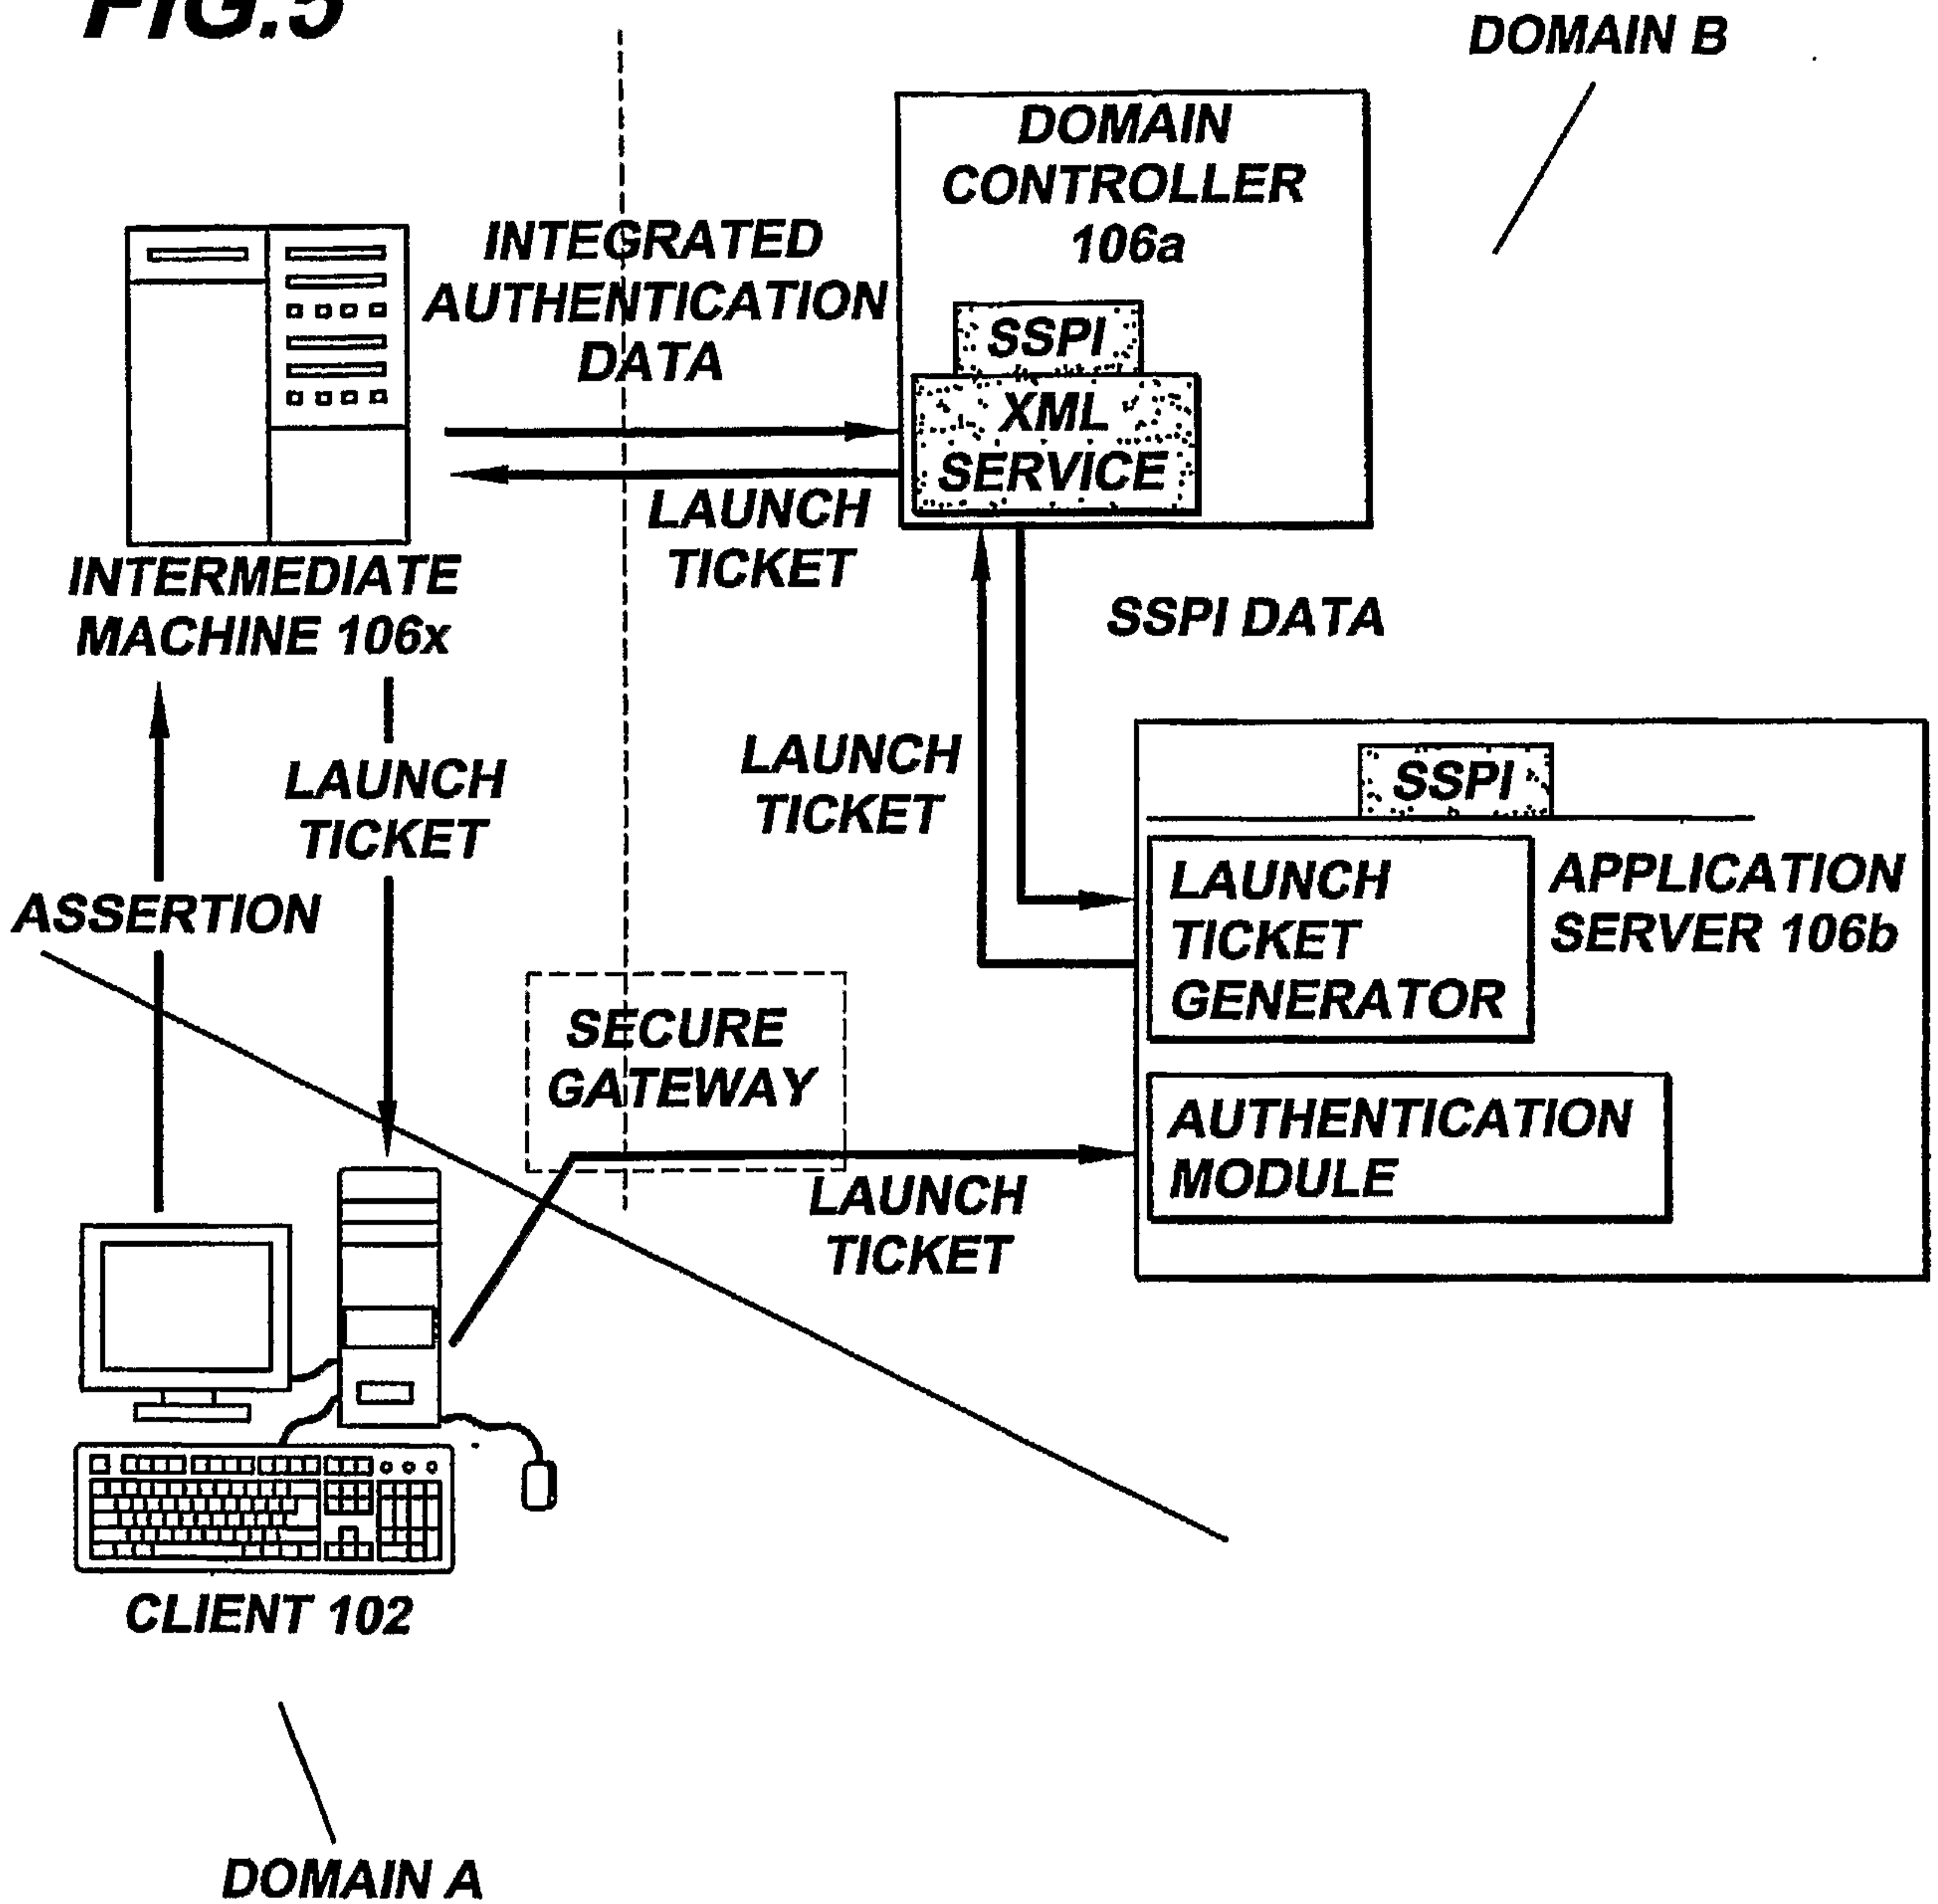 FIG.5
DOMAIN B
DOMAIN
CONTROLLER
106a
INTEGRATED
AUTHENTICATION
DATA
SSPI
XML
SERVICE
LAUNCH
TICKET
INTERMEDIATE
MACHINE 106x
SSPI DATA
LAUNCH
TICKET
LAUNCH
TICKET
SSPI
LAUNCH
TICKET
GENERATOR
APPLICATION
SERVER 106b
ASSERTION
SECURE
GATEWAY
AUTHENTICATION
MODULE
LAUNCH
TICKET
CLIENT 102
DOMAIN A